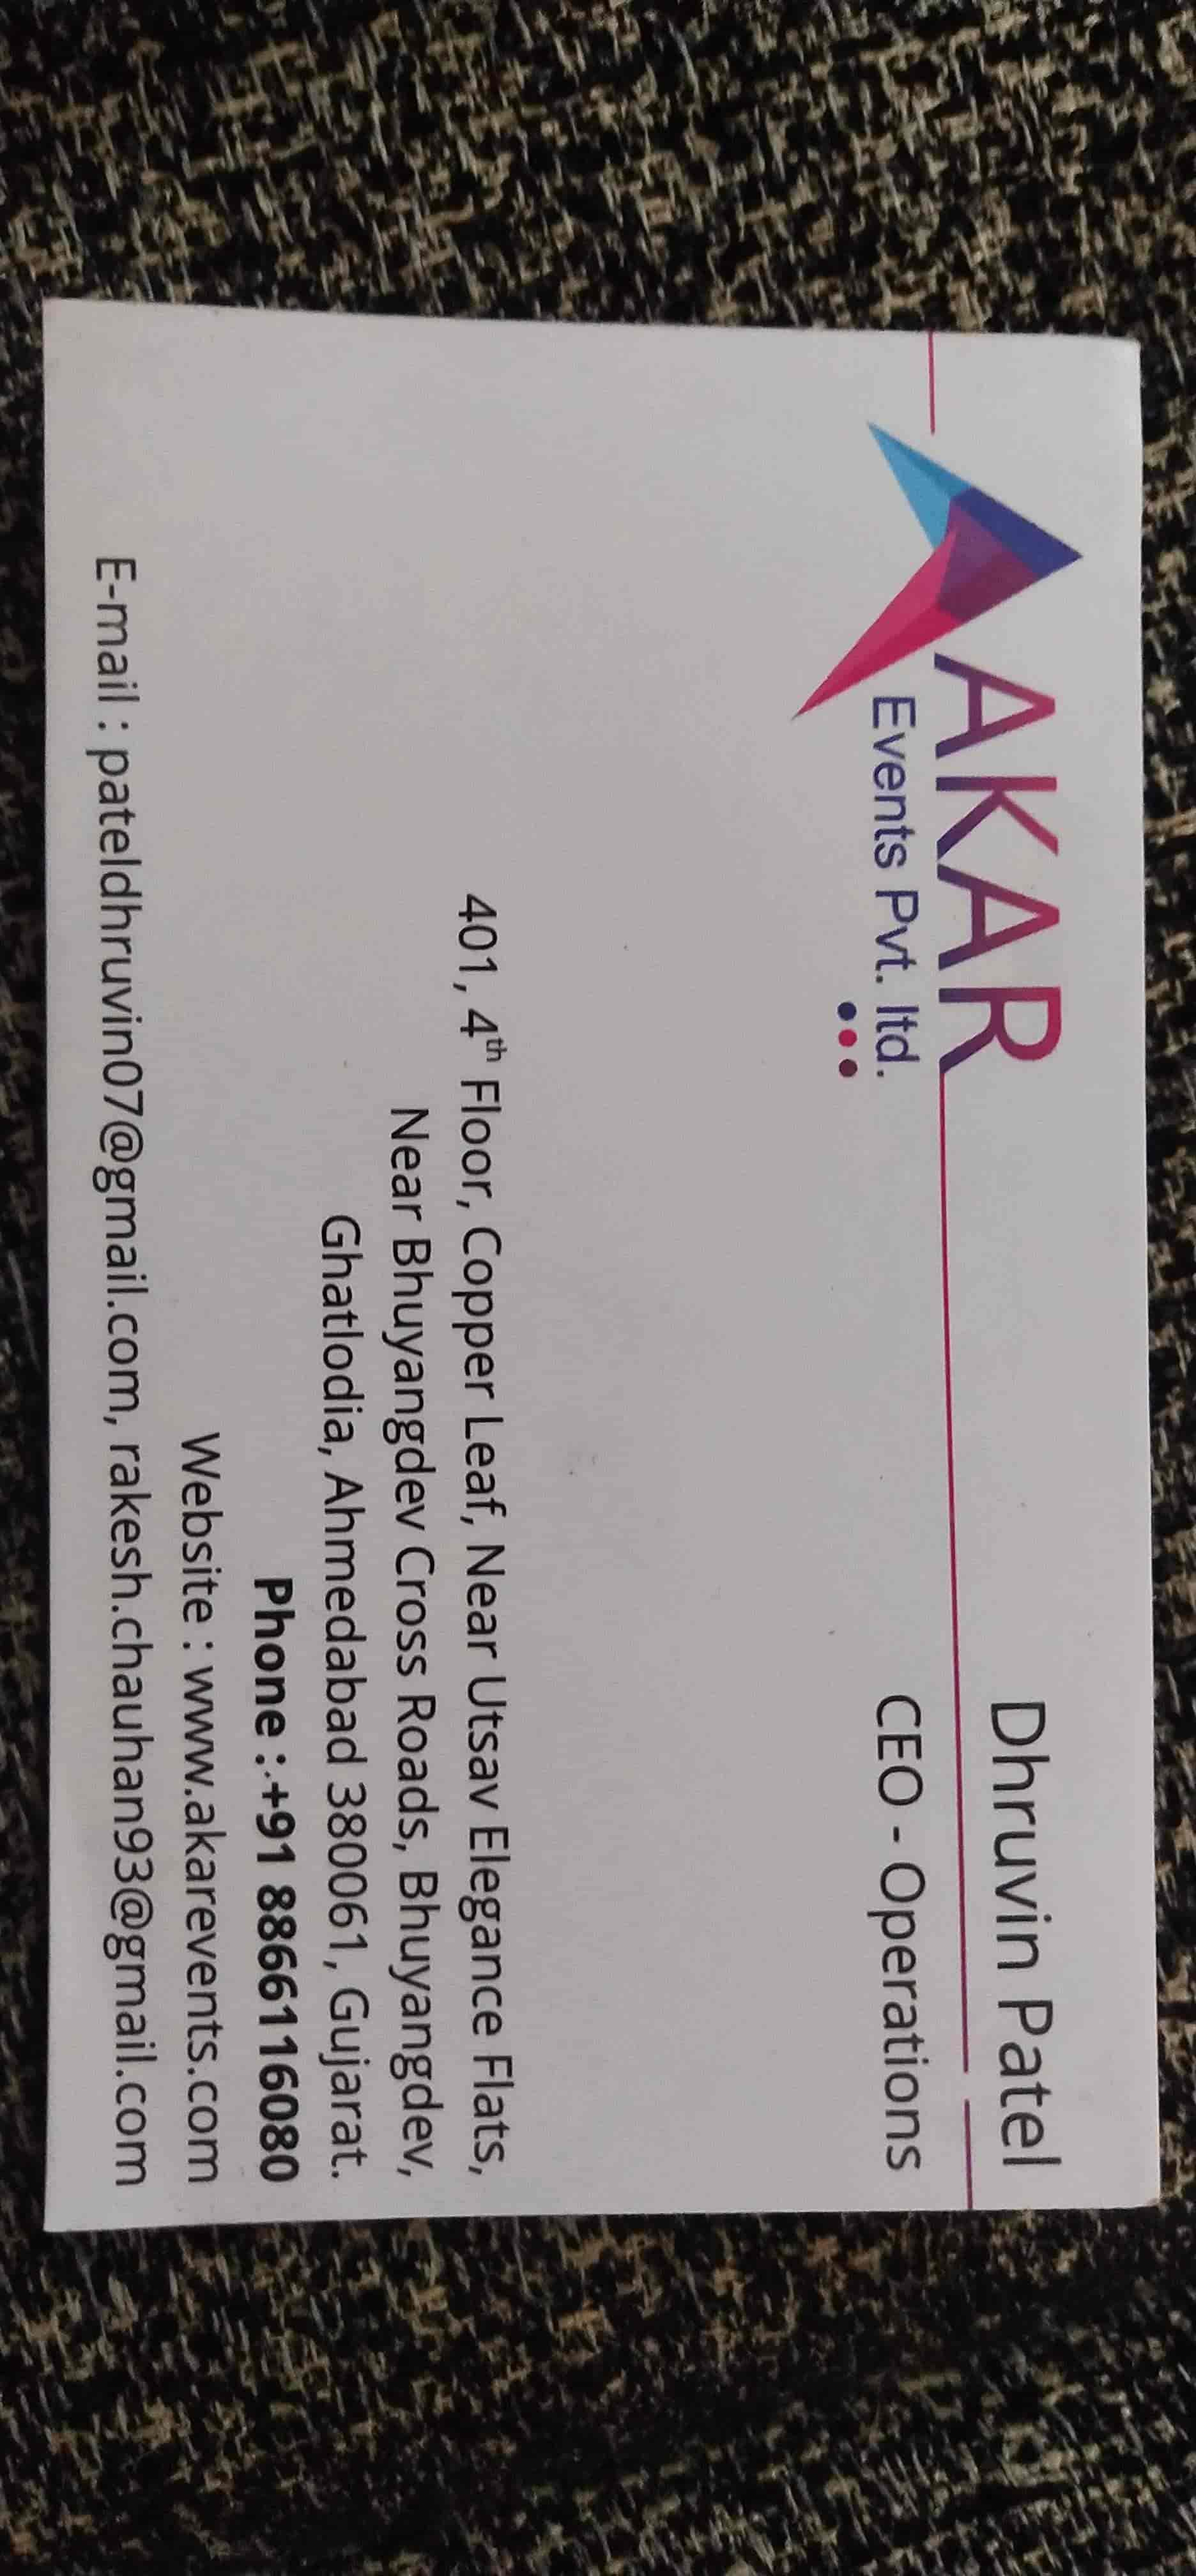 AKAR
Events Pvt. ltd.
Dhruvin Patel
CEO - Operations
401, 4th Floor, Copper Leaf, Near Utsav Elegance Flats,
Near Bhuyangdev Cross Roads, Bhuyangdev,
Ghatlodia, Ahmedabad 380061, Gujarat.
Phone :+91 8866116080
Website : www.akarevents.com
E-mail : pateldhruvin07@gmail.com, rakesh.chauhan93@gmail.com